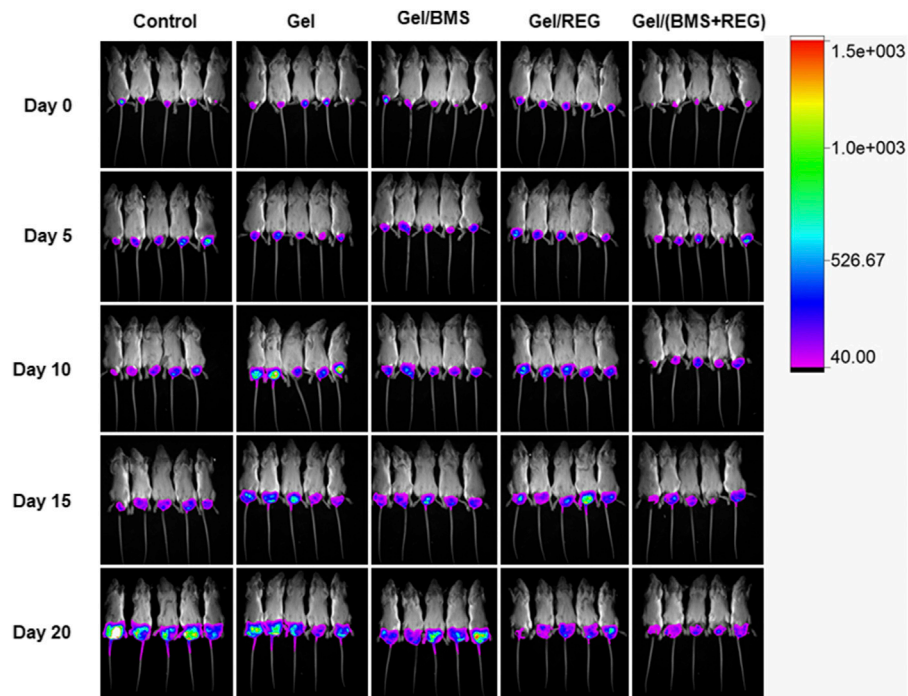 Control Gel Gel/BMS Gel/REG Gel/(BMS+REG)
Day 0
Day 5
Day 10
Day 15
Day 20
1.5e+003
1.0e+003
526.67
40.00